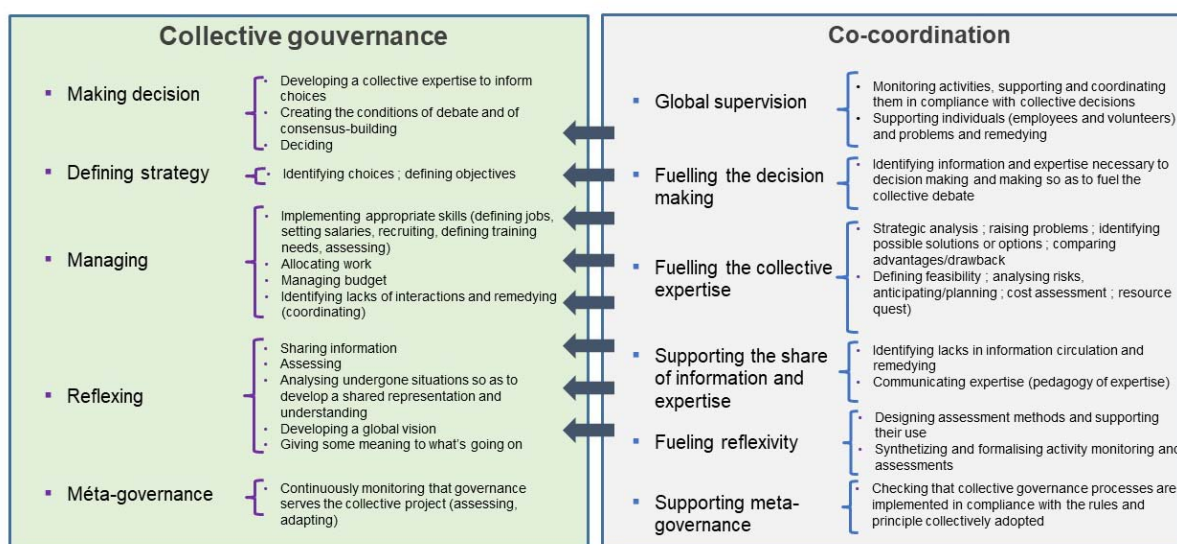 Collective gouvernance
Making decision
Developing a collective expertise to inform
choices
Creating the conditions of debate and of
consensus-building
Deciding
Defining strategy
Identifying choices ; defining objectives
Managing
Implementing appropriate skills (defining jobs,
setting salaries, recruiting, defining training
needs, assessing)
Allocating work
Managing budget
Identifying lacks of interactions and remedying
(coordinating)
Reflexing
Sharing information
Assessing
Analysing undergone situations so as to
develop a shared representation and
understanding
Developing a global vision
Giving some meaning to what's going on
Méta-governance
Continuously monitoring that governance
serves the collective project (assessing,
adapting)
Co-coordination
Global supervision
Monitoring activities, supporting and coordinating
them in compliance with collective decisions
Supporting individuals (employees and volunteers)
and problems and remedying
Fuelling the decision
making
Identifying information and expertise necessary to
decision making and making so as to fuel the
collective debate
Fuelling the collective
expertise
Strategic analysis ; raising problems ; identifying
possible solutions or options ; comparing
advantages/drawback
Defining feasibility ; analysing risks,
anticipating/planning ; cost assessment ; resource
quest)
Supporting the share
of information and
expertise
Identifying lacks in information circulation and
remedying
Communicating expertise (pedagogy of expertise)
Fueling reflexivity
Designing assessment methods and supporting
their use
Synthetizing and formalising activity monitoring and
assessments
Supporting meta-
governance
Checking that collective governance processes are
implemented in compliance with the rules and
principle collectively adopted